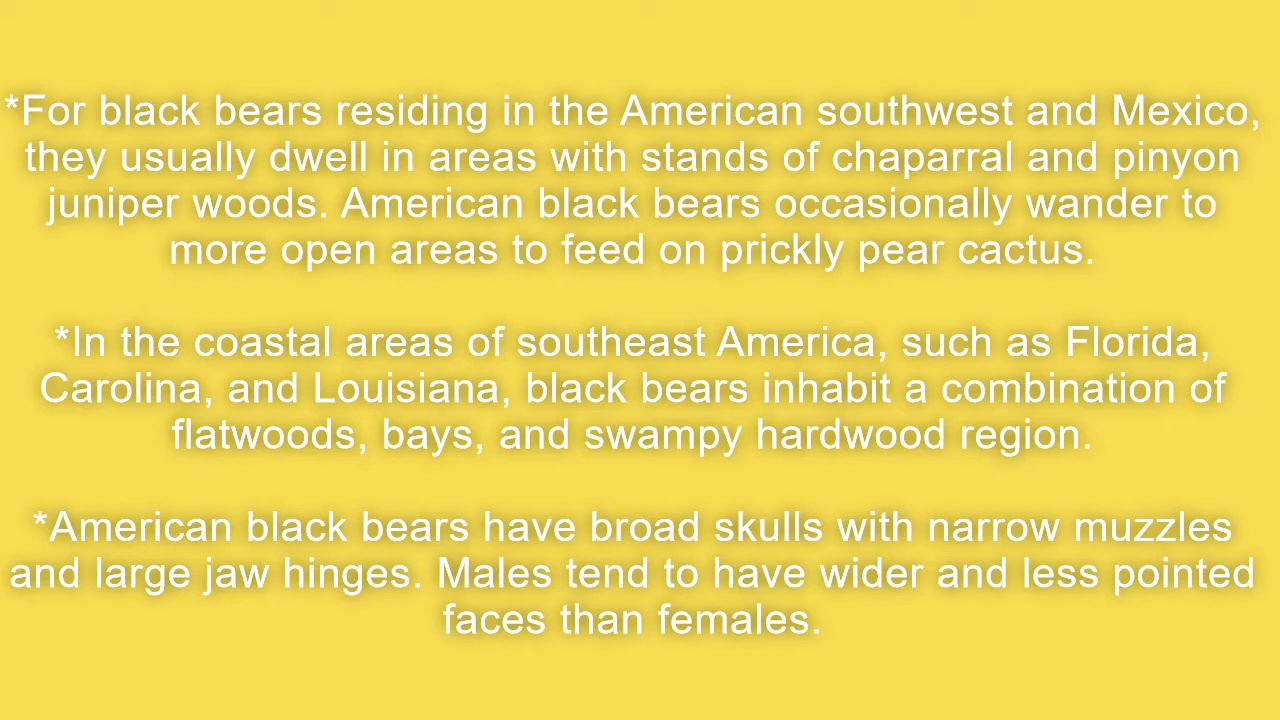 *For black bears residing in the American southwest and Mexico,
they usually dwell in areas with stands of chaparral and pinyon
juniper woods. American black bears occasionally wander to
more open areas to feed on prickly pear cactus.
*In the coastal areas of southeast America, such as Florida,
Carolina, and Louisiana, black bears inhabit a combination of
flatwoods, bays, and swampy hardwood region.
*American black bears have broad skulls with narrow muzzles
and large jaw hinges. Males tend to have wider and less pointed
faces than females.